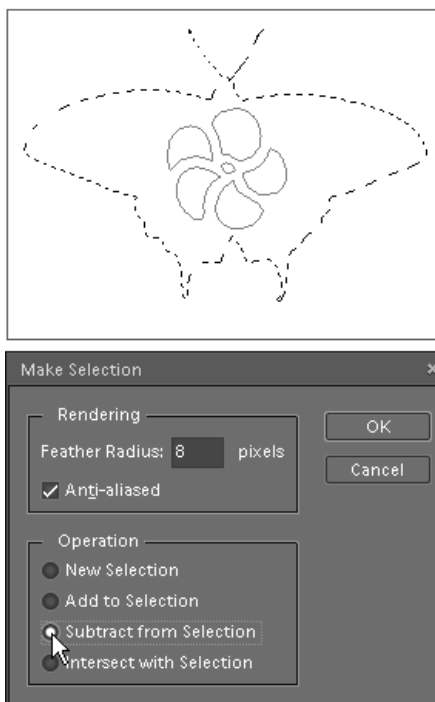 Make Selection
Rendering
OK
Feather Radius: 8 pixels
Cancel
Anti-aliased
Operation
New Selection
Add to Selection
Subtract from Selection
Intersect with Selection